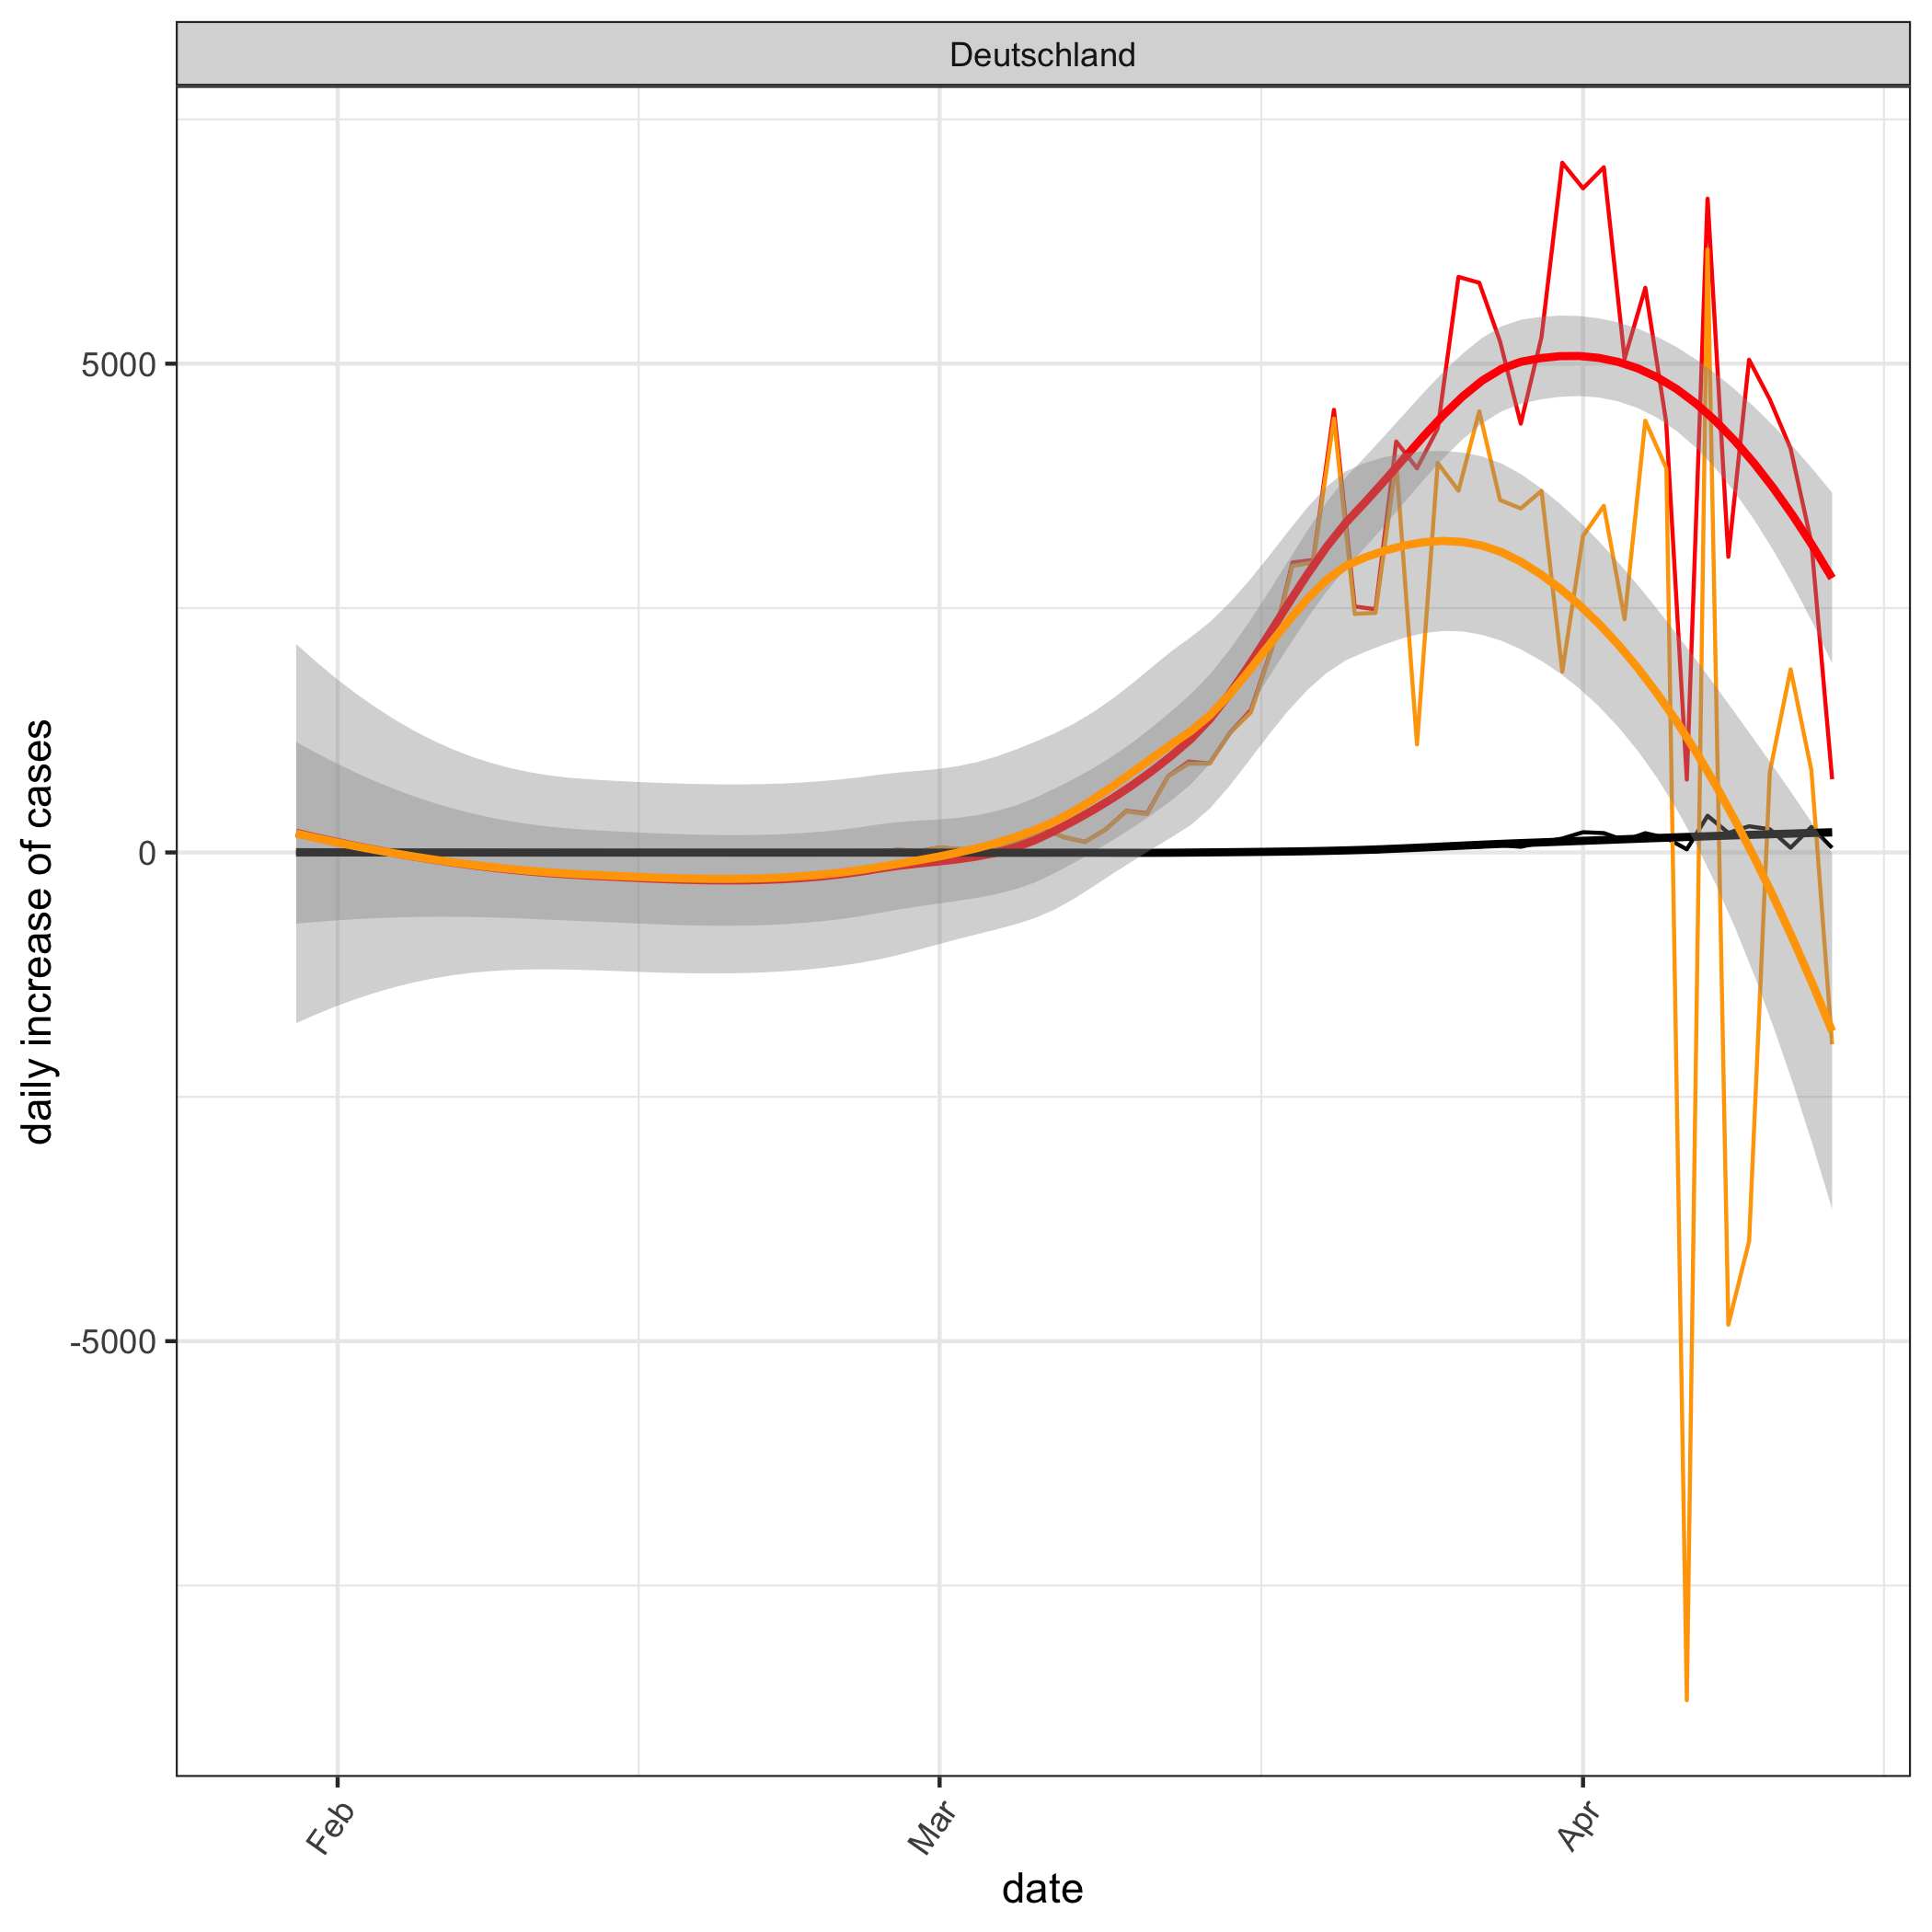 Deutschland
daily increase of cases
5000
0
-5000
Feb
Mar
Apr
date